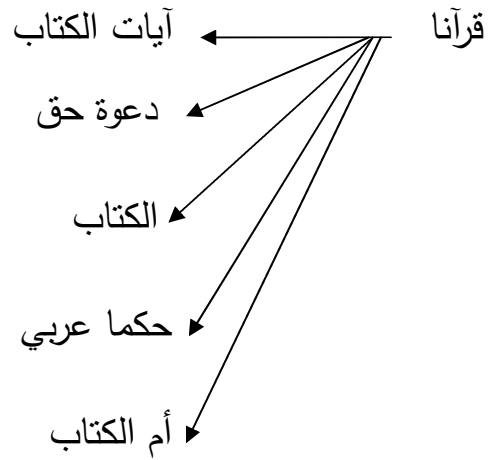 قرآنا
آيات الكتاب
دعوة حق
الكتاب
حكما عربي
أم الكتاب